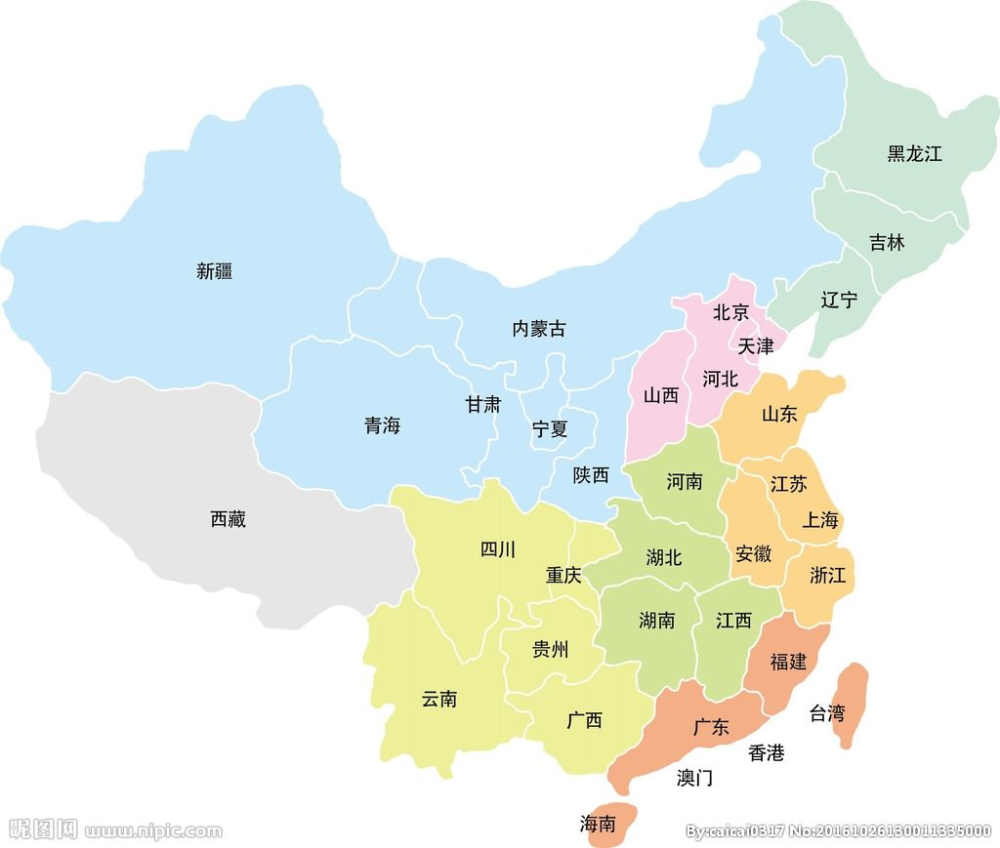 黑龙江
吉林
新疆
辽宁
北京
内蒙古
天津
河北
山西
甘肃
山东
青海
宁夏
陕西
河南
江苏
西藏
上海
四川
安徽
湖北
重庆
浙江
湖南
江西
贵州
福建
云南
台湾
广西
广东
香港
澳门
海南
昵图网 www.nipic.com
By:caicai0317 No:20161026130011335000